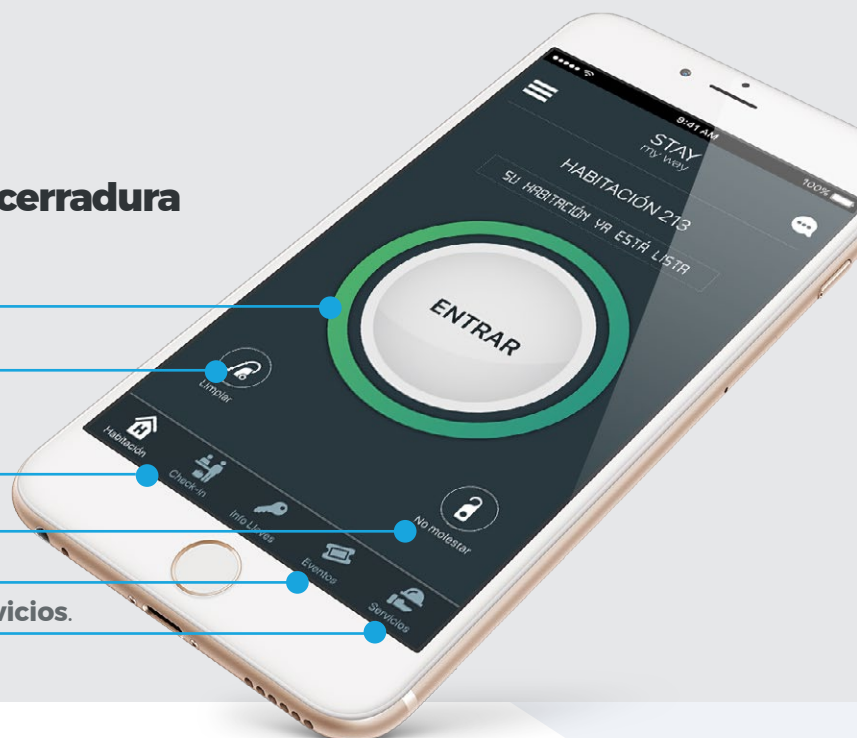 cerradura
9:41 AM
100%
STAY
my way
HABITACIÓN 213
SU HABITACIÓN YA ESTÁ LISTA
ENTRAR
Limpiar
No molestar
Habitación
Check-in
Info Llaves
Eventos
Servicios
vicios.